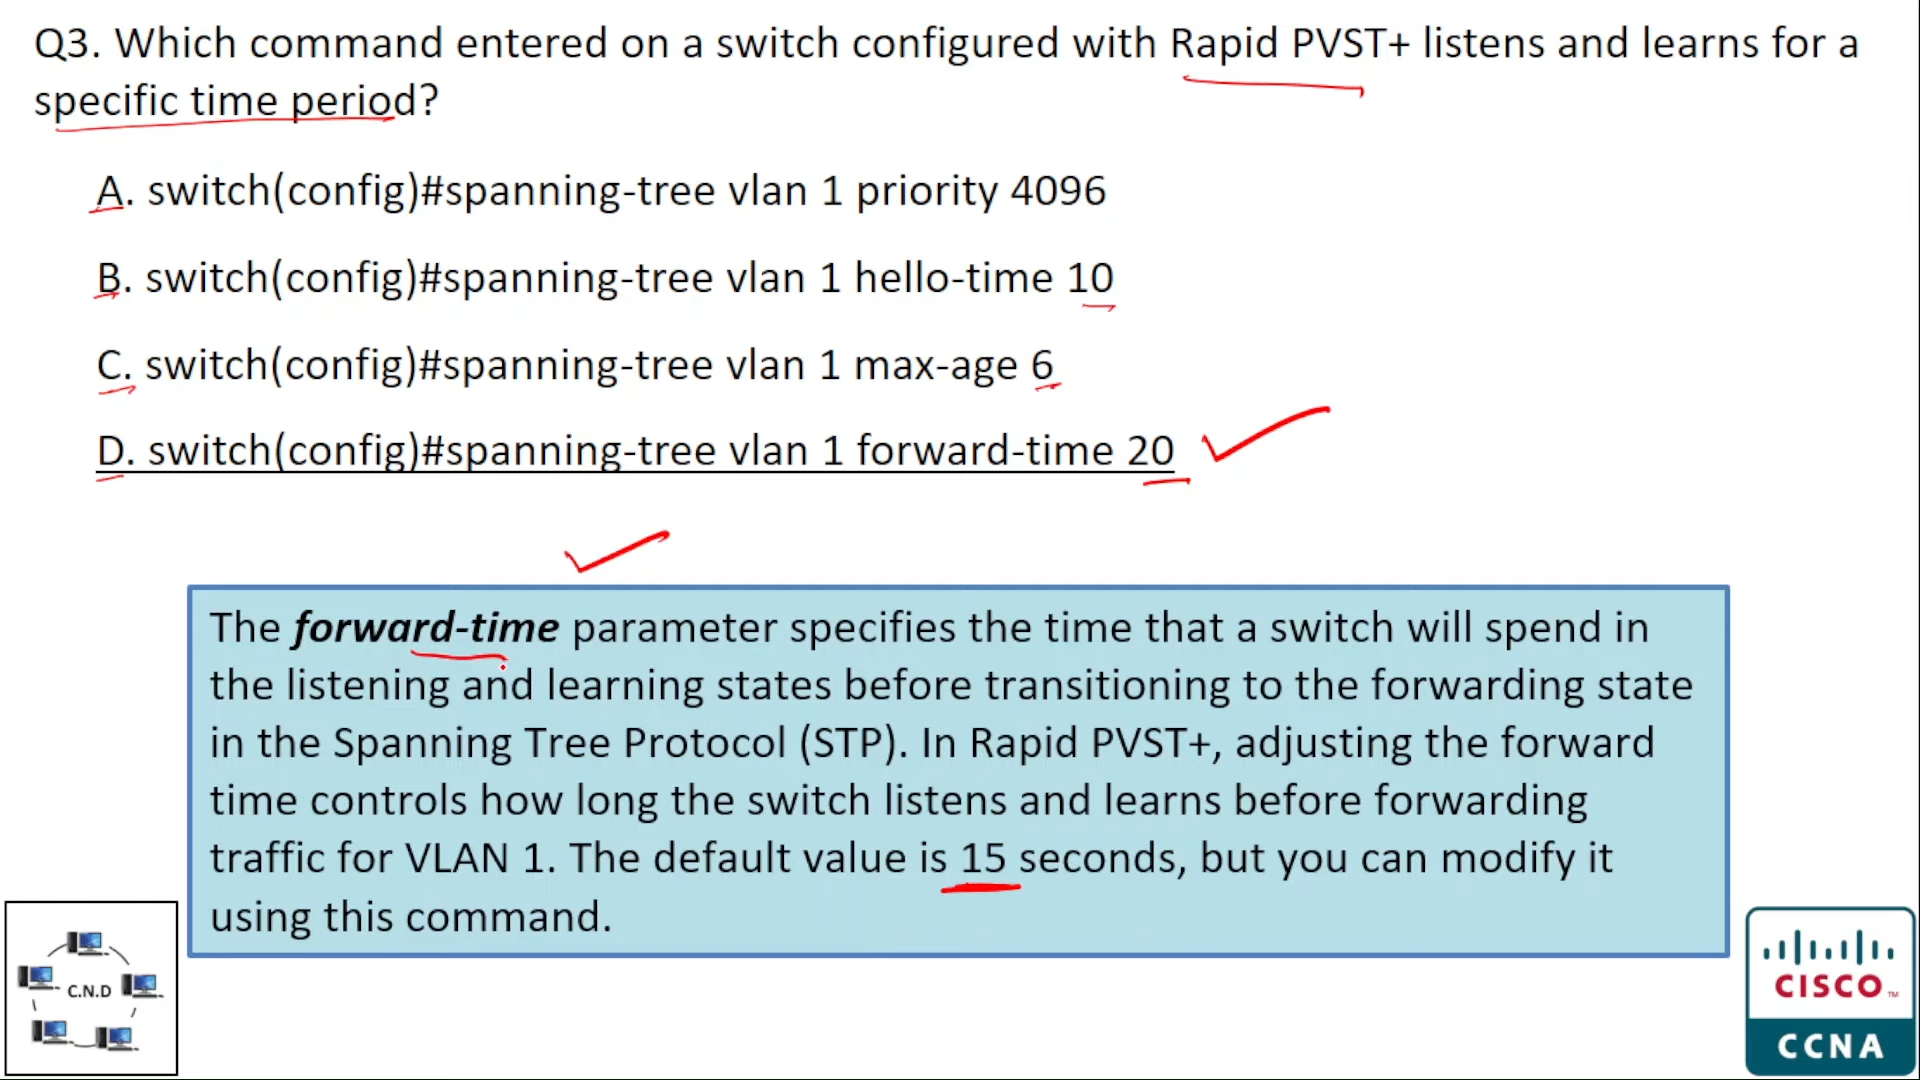 Q3. Which command entered on a switch configured with Rapid PVST+ listens and learns for a
specific time period?
A. switch(config)#spanning-tree vlan 1 priority 4096
B. switch(config)#spanning-tree vlan 1 hello-time 10
C. switch(config)#spanning-tree vlan 1 max-age 6
D. switch(config)#spanning-tree vlan 1 forward-time 20
The forward-time parameter specifies the time that a switch will spend in
the listening and learning states before transitioning to the forwarding state
in the Spanning Tree Protocol (STP). In Rapid PVST+, adjusting the forward
time controls how long the switch listens and learns before forwarding
traffic for VLAN 1. The default value is 15 seconds, but you can modify it
using this command.
C.N.D
CISCO™
CCNA